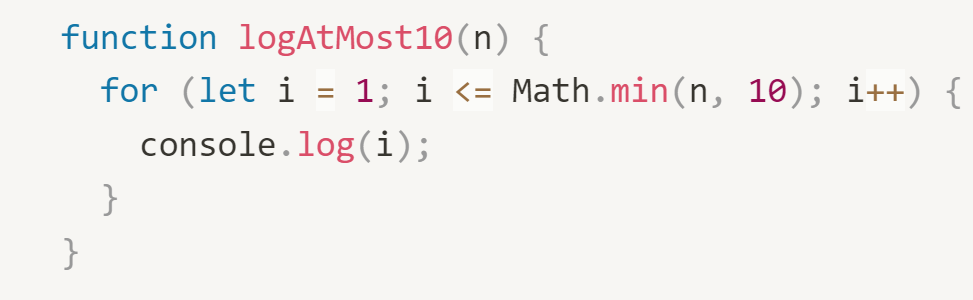 function logAtMost10(n) {
  for (let i = 1; i <= Math.min(n, 10); i++) {
    console.log(i);
  }
}